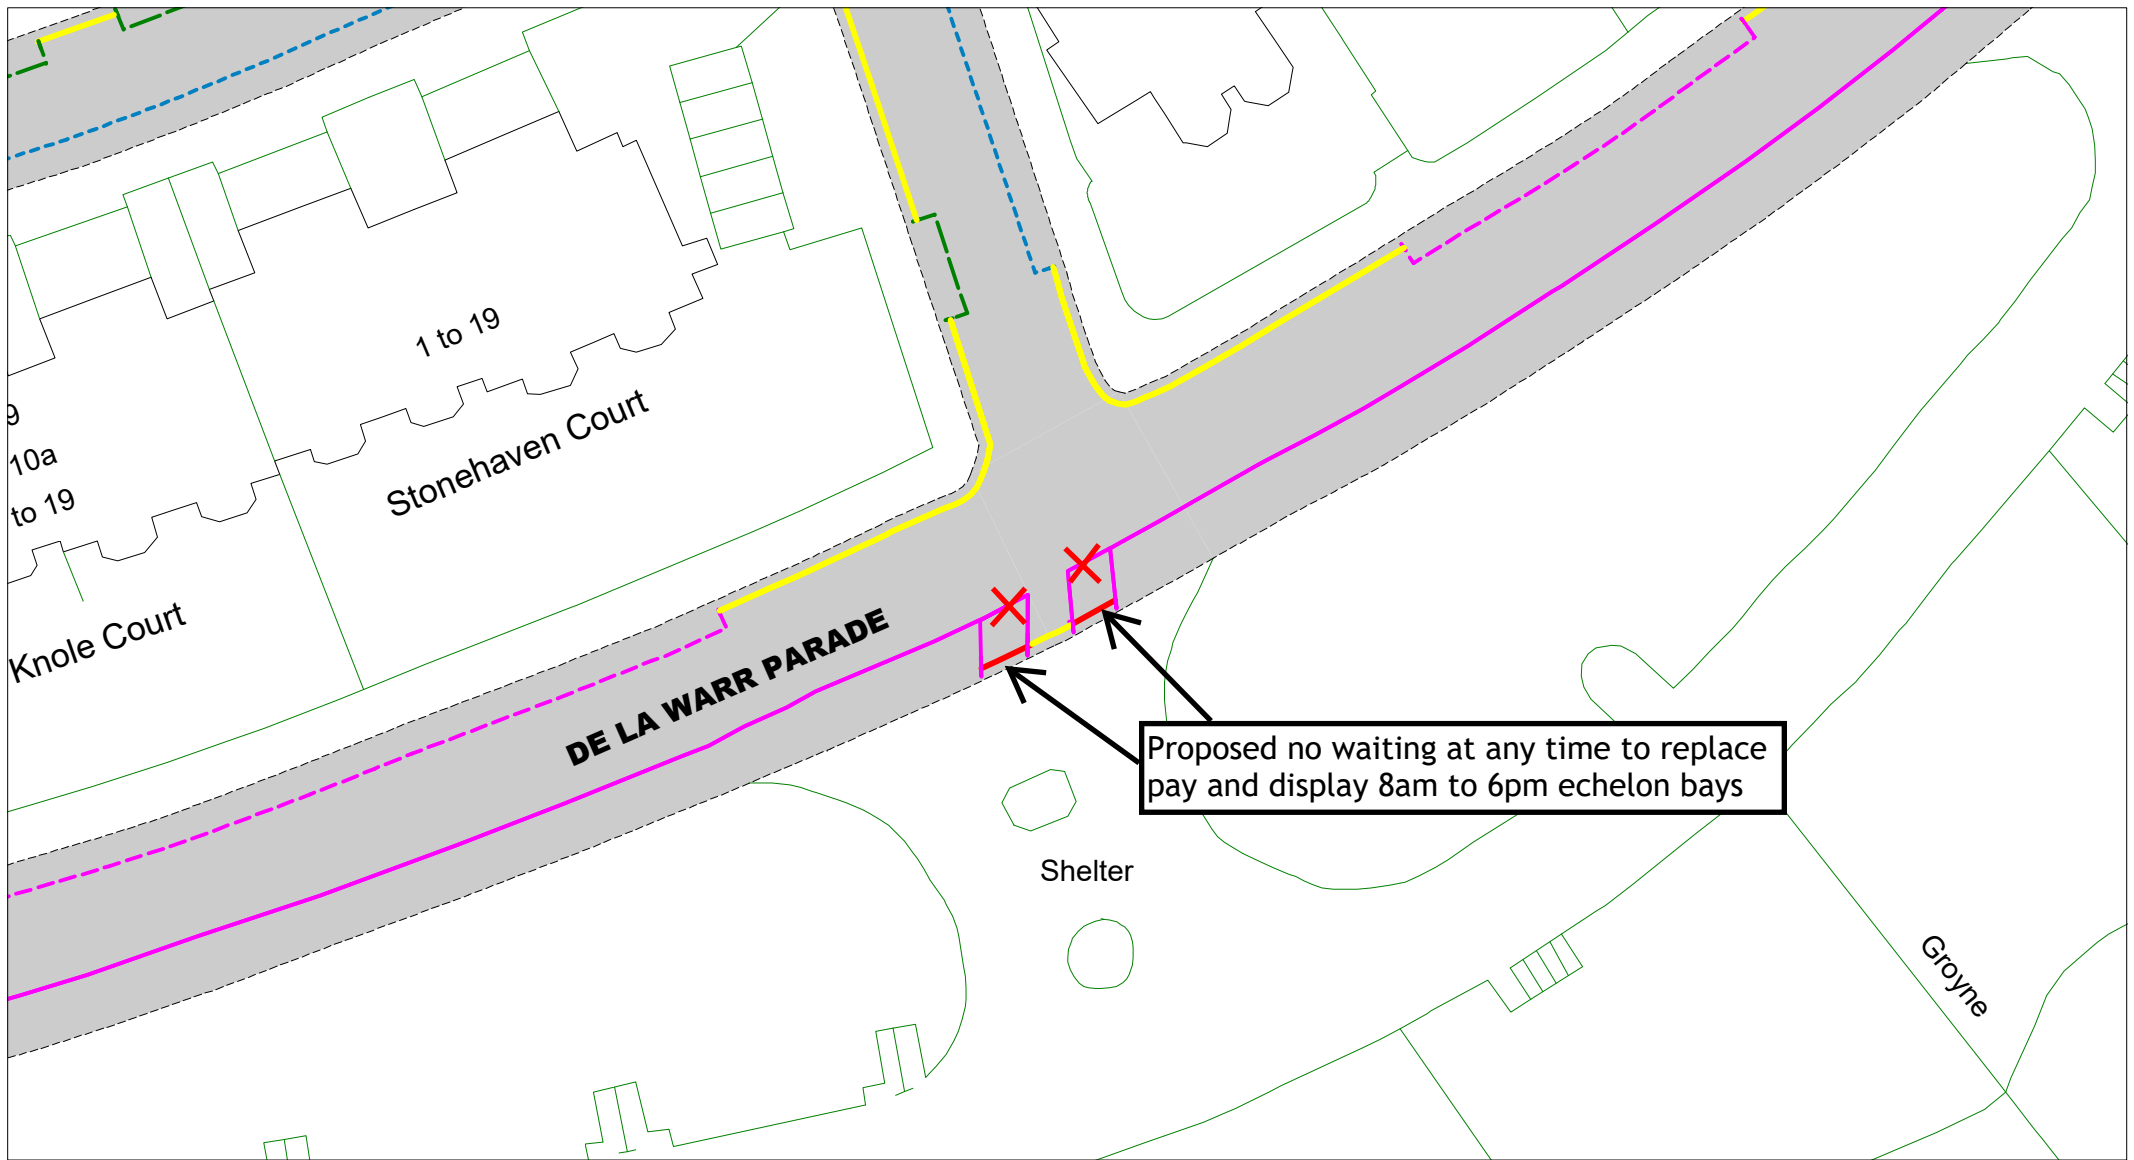 1 to 19
Stonehaven Court
9
10a
to 19
Knole Court
DE LA WARR PARADE
Proposed no waiting at any time to replace
pay and display 8am to 6pm echelon bays
Shelter
Groyne